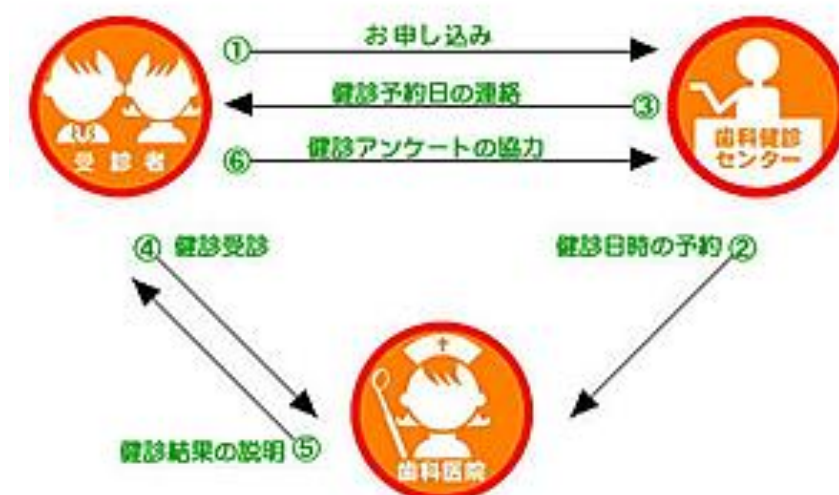 ① お申し込み
健診予約日の連絡 ③
⑥ 健診アンケートの協力
受診者
歯科健診
センター
④ 健診受診
健診日時の予約 ②
健診結果の説明 ⑤
歯科医院